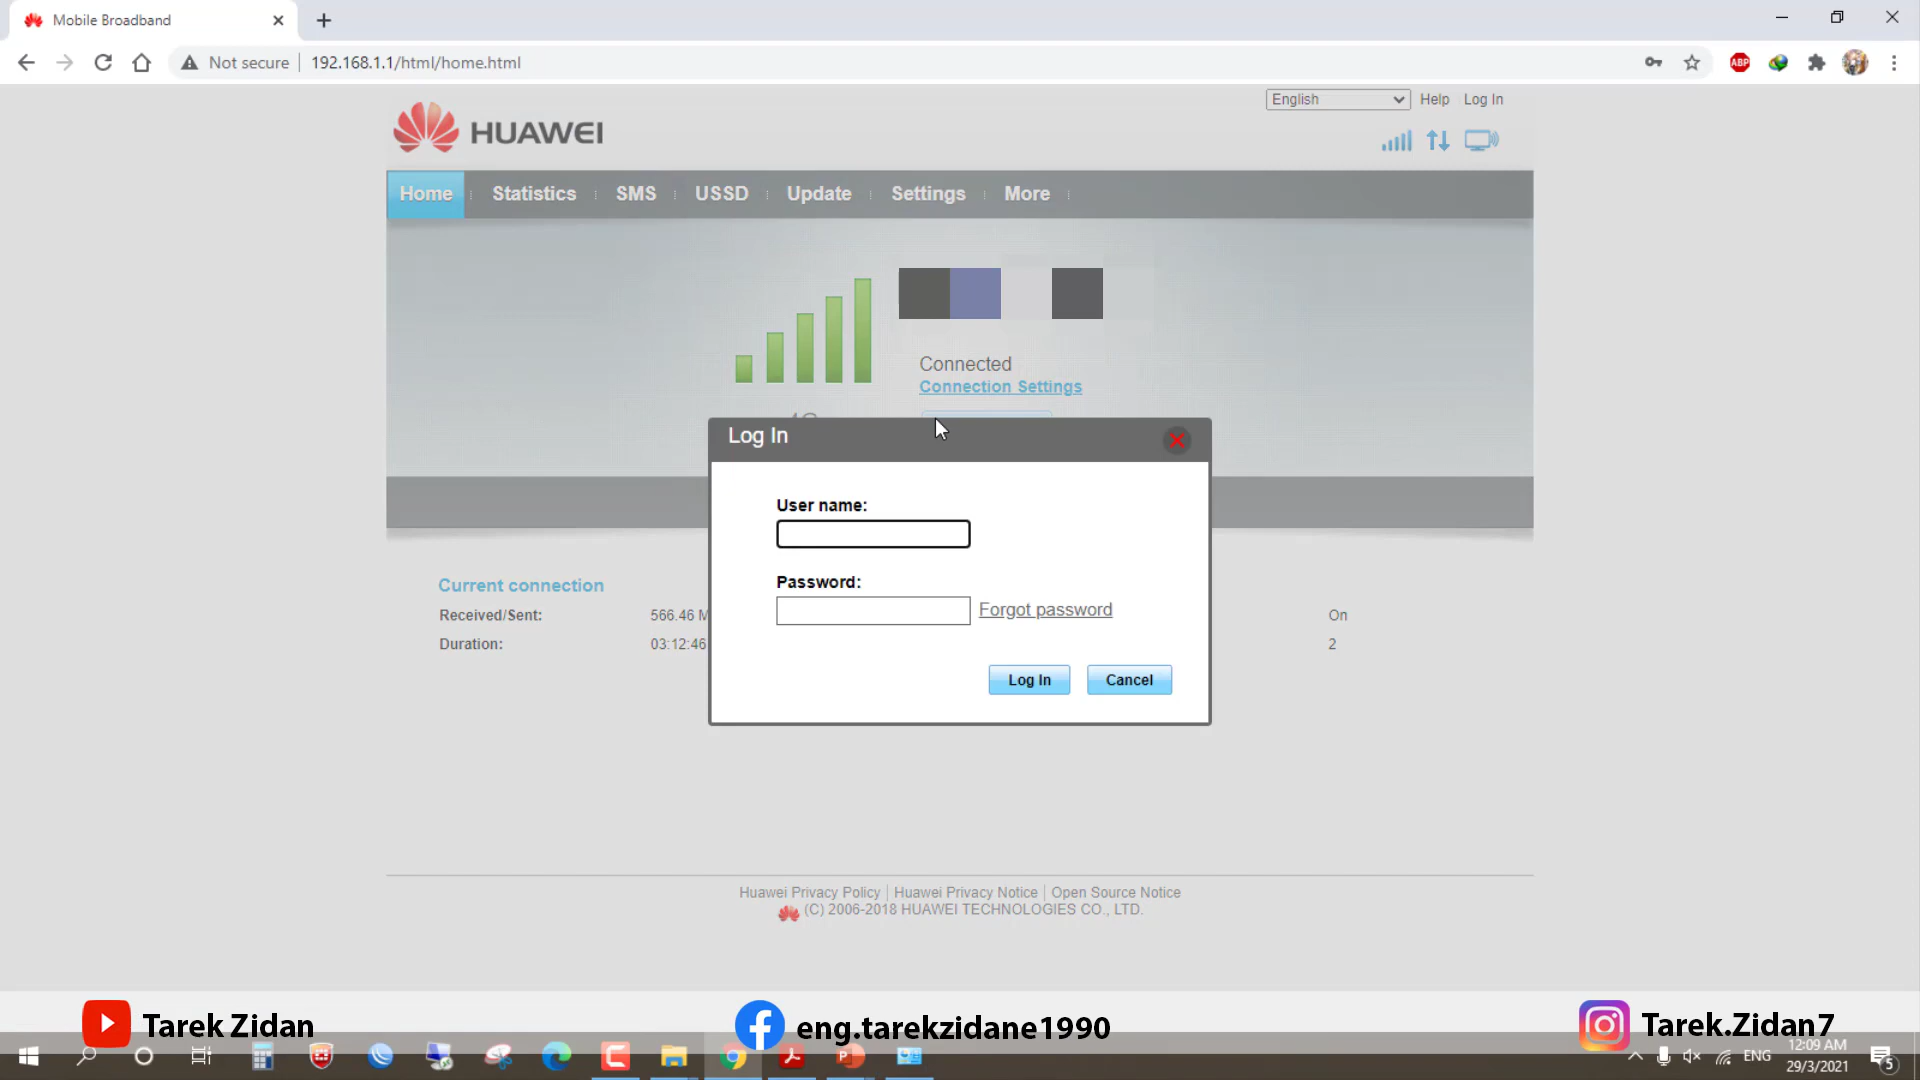 Mobile Broadband
Not secure 192.168.1.1/html/home.html
ABP
English Help Log In
HUAWEI
Home Statistics SMS USSD Update Settings More
Connected
Connection Settings
Log In
User name:
Password:
Forgot password
Log In Cancel
Current connection
Received/Sent: 566.46 M On
Duration: 03:12:46 2
Huawei Privacy Policy | Huawei Privacy Notice | Open Source Notice
(C) 2006-2018 HUAWEI TECHNOLOGIES CO., LTD.
Tarek Zidan eng.tarekzidane1990 Tarek.Zidan7
ENG 12:09 AM 5
29/3/2021